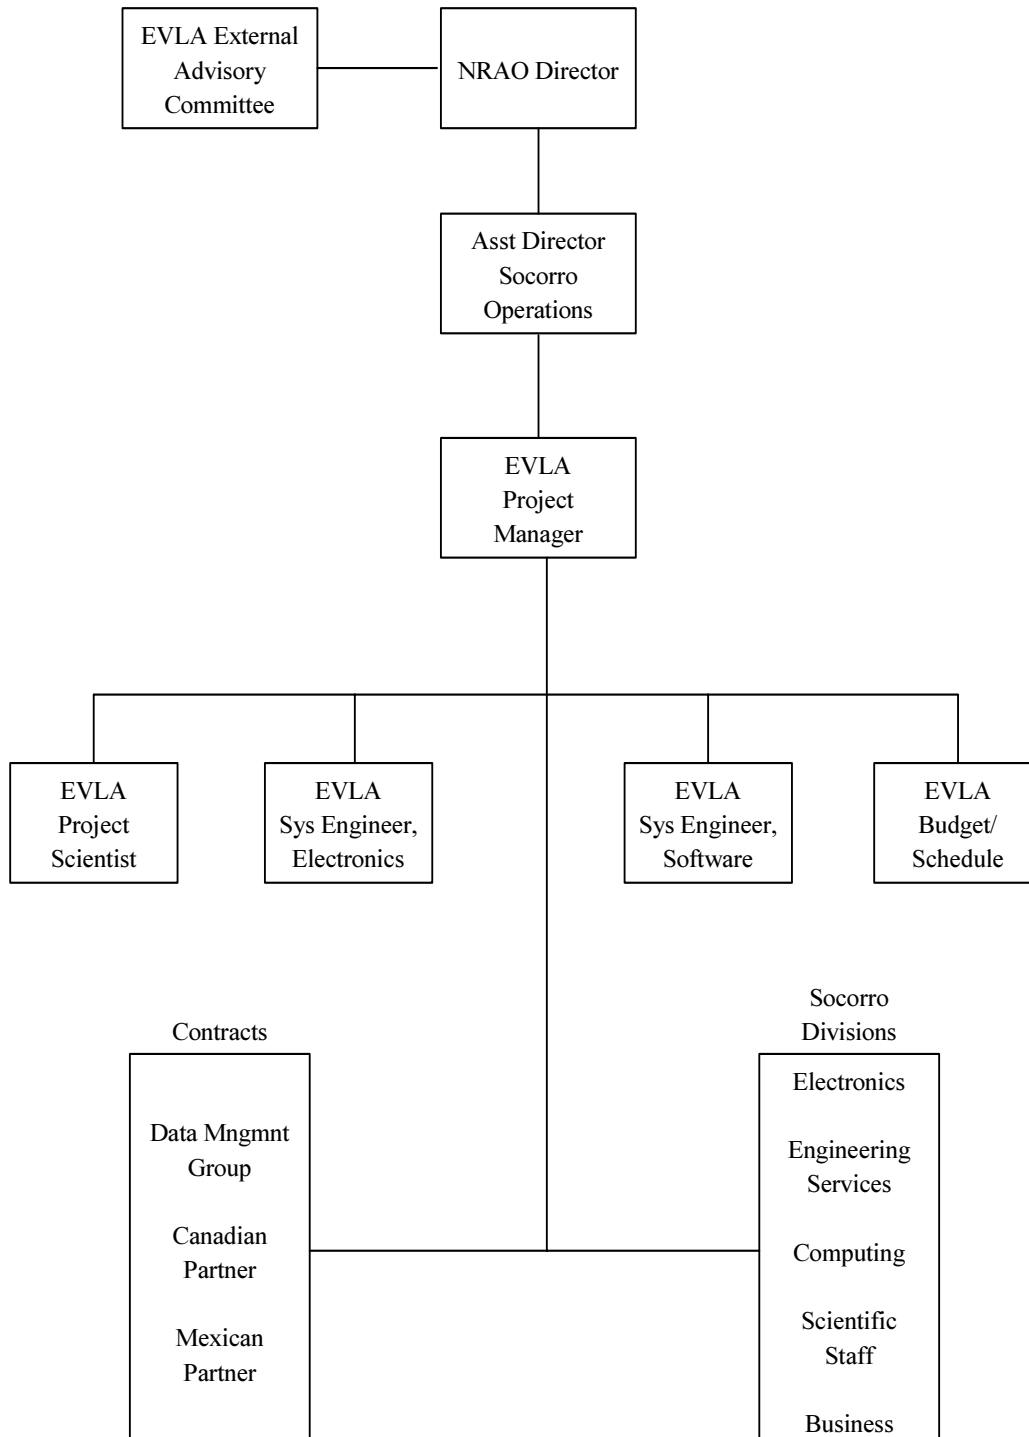 EVLA External
Advisory
Committee
NRAO Director
Asst Director
Socorro
Operations
EVLA
Project
Manager
EVLA
Project
Scientist
EVLA
Sys Engineer,
Electronics
EVLA
Sys Engineer,
Software
EVLA
Budget/
Schedule
Contracts
Data Mngmnt
Group
Canadian
Partner
Mexican
Partner
Socorro
Divisions
Electronics
Engineering
Services
Computing
Scientific
Staff
Business